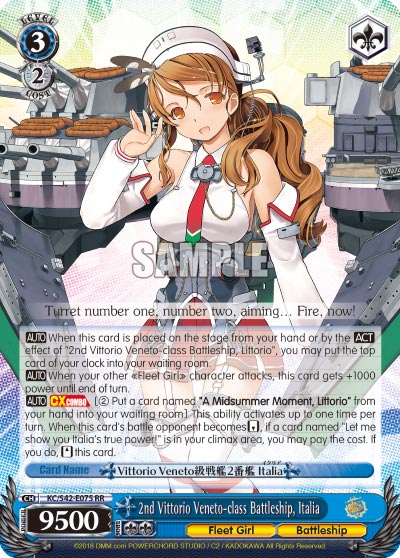 LEVEL
3
2
COST
SAMPLE
Turret number one, number two, aiming… Fire, now!
AUTO When this card is placed on the stage from your hand or by the ACT
effect of "2nd Vittorio Veneto-class Battleship, Littorio", you may put the top
card of your clock into your waiting room.
AUTO When your other «Fleet Girl» character attacks, this card gets +1000
power until end of turn.
AUTO CXCOMBO [② Put a card named "A Midsummer Moment, Littorio" from
your hand into your waiting room] This ability activates up to one time per
turn. When this card's battle opponent becomes [], if a card named "Let me
show you Italia's true power!" is in your climax area, you may pay the cost.
If you do, [] this card.
Card Name
イタリア
Vittorio Veneto級戦艦2番艦 Italia
CH KC/S42-E075 RR
2nd Vittorio Veneto-class Battleship, Italia
9500
Fleet Girl
Battleship
©2018 DMM.com POWERCHORD STUDIO / C2 / KADOKAWA All Rights Reserved.